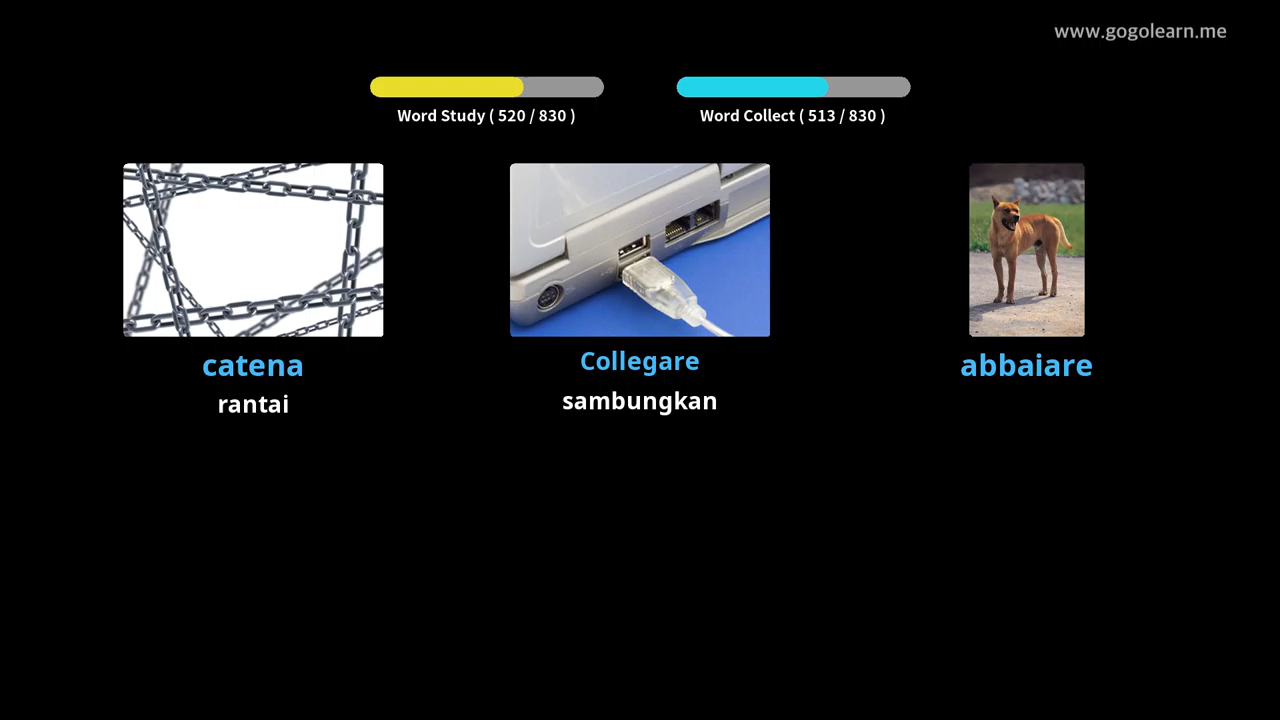 www.gogolearn.me
Word Study ( 520 / 830 )
Word Collect ( 513 / 830 )
catena
rantai
Collegare
sambungkan
abbaiare